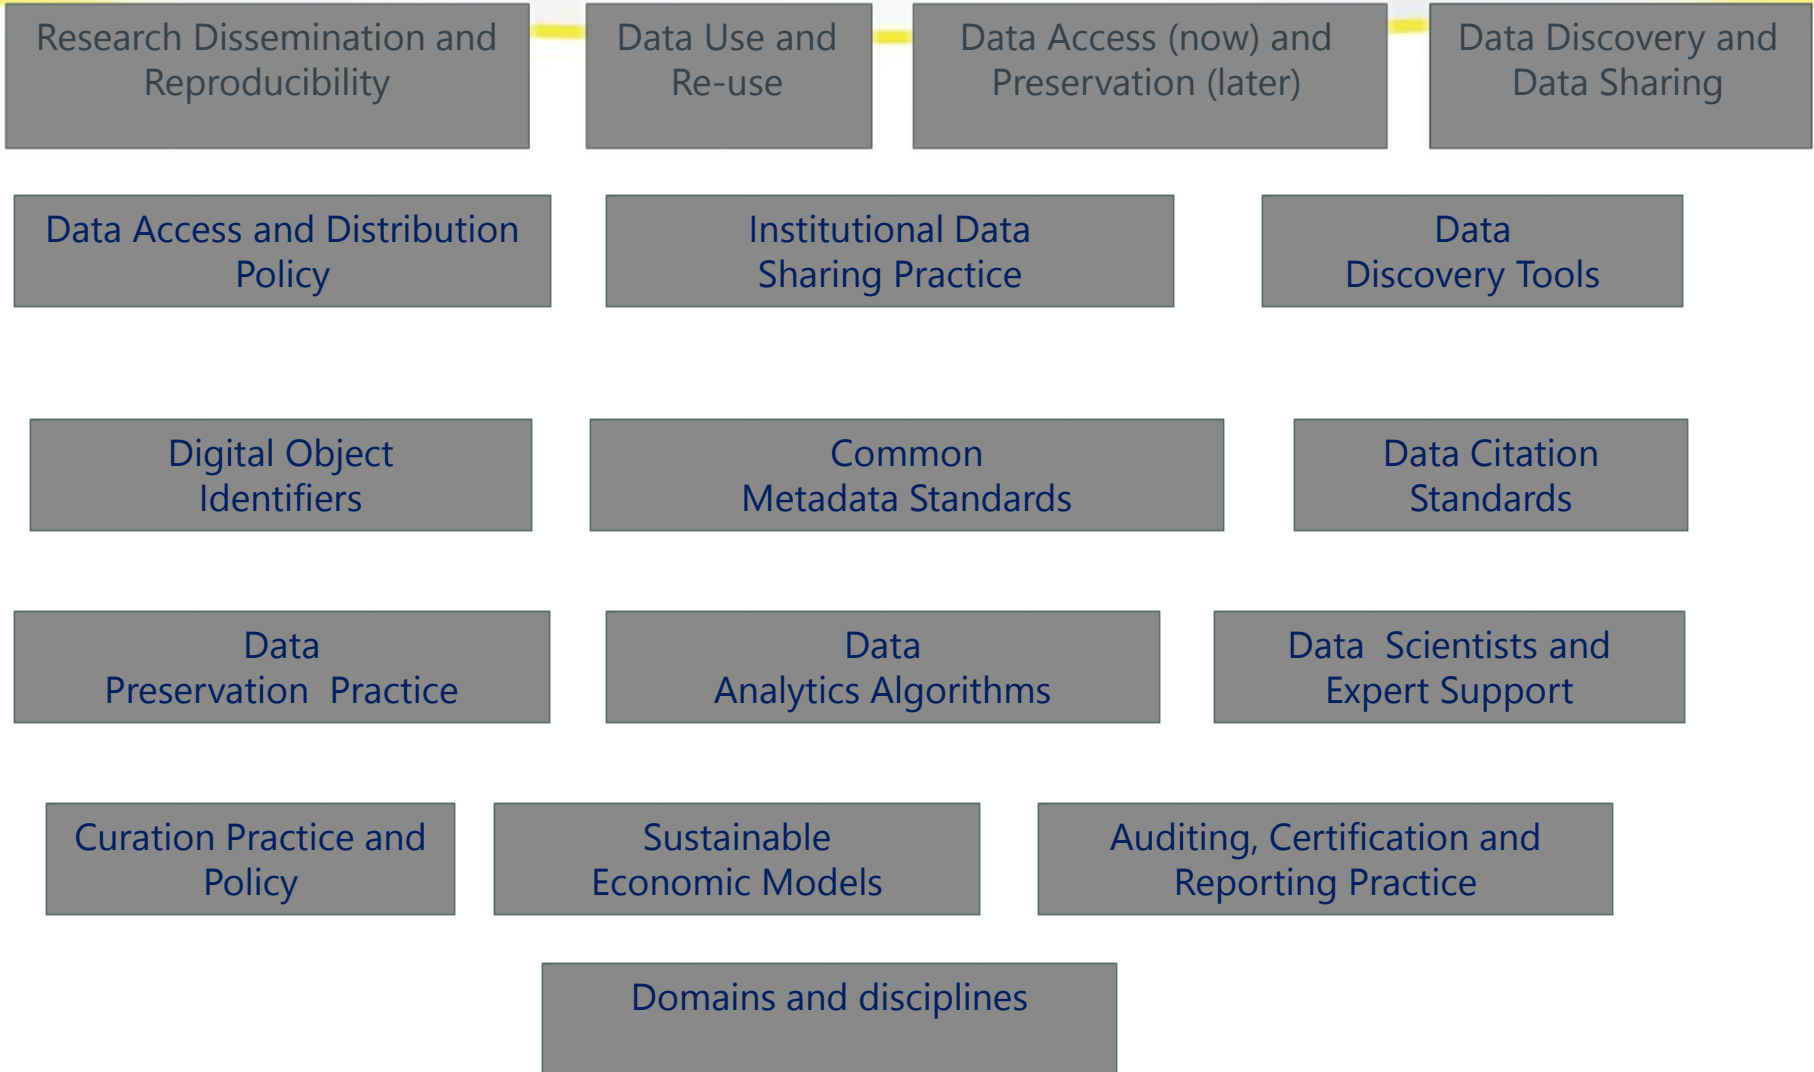 Research Dissemination and
Reproducibility
Data Use and
Re-use
Data Access (now) and
Preservation (later)
Data Discovery and
Data Sharing
Data Access and Distribution
Policy
Institutional Data
Sharing Practice
Data
Discovery Tools
Digital Object
Identifiers
Common
Metadata Standards
Data Citation
Standards
Data
Preservation  Practice
Data
Analytics Algorithms
Data  Scientists and
Expert Support
Curation Practice and
Policy
Sustainable
Economic Models
Auditing, Certification and
Reporting Practice
Domains and disciplines